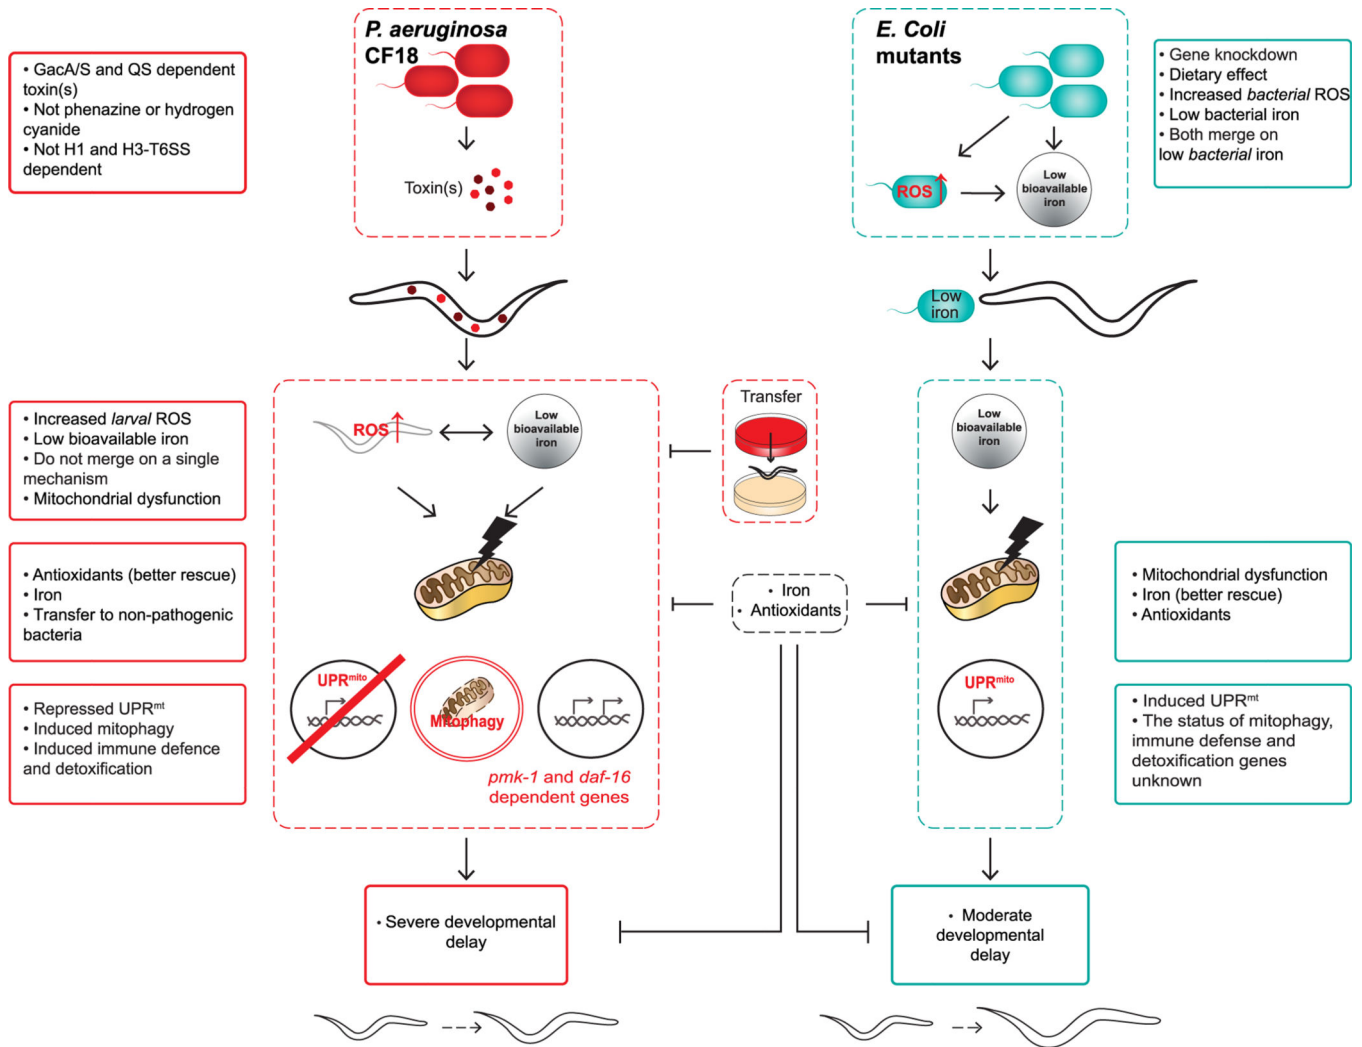 P. aeruginosa
CF18
E. Coli
mutants
• GacA/S and QS dependent
toxin(s)
• Not phenazine or hydrogen
cyanide
• Not H1 and H3-T6SS
dependent
• Gene knockdown
• Dietary effect
• Increased bacterial ROS
• Low bacterial iron
• Both merge on
low bacterial iron
Toxin(s)
ROS
Low
bioavailable
iron
Low
iron
• Increased larval ROS
• Low bioavailable iron
• Do not merge on a single
mechanism
• Mitochondrial dysfunction
ROS
Low
bioavailable
iron
Transfer
Low
bioavailable
iron
• Antioxidants (better rescue)
• Iron
• Transfer to non-pathogenic
bacteria
• Iron
• Antioxidants
• Mitochondrial dysfunction
• Iron (better rescue)
• Antioxidants
• Repressed UPRmt
• Induced mitophagy
• Induced immune defence
and detoxification
UPRmito
Mitophagy
pmk-1 and daf-16
dependent genes
UPRmito
• Induced UPRmt
• The status of mitophagy,
immune defense and
detoxification genes
unknown
• Severe developmental
delay
• Moderate
developmental
delay